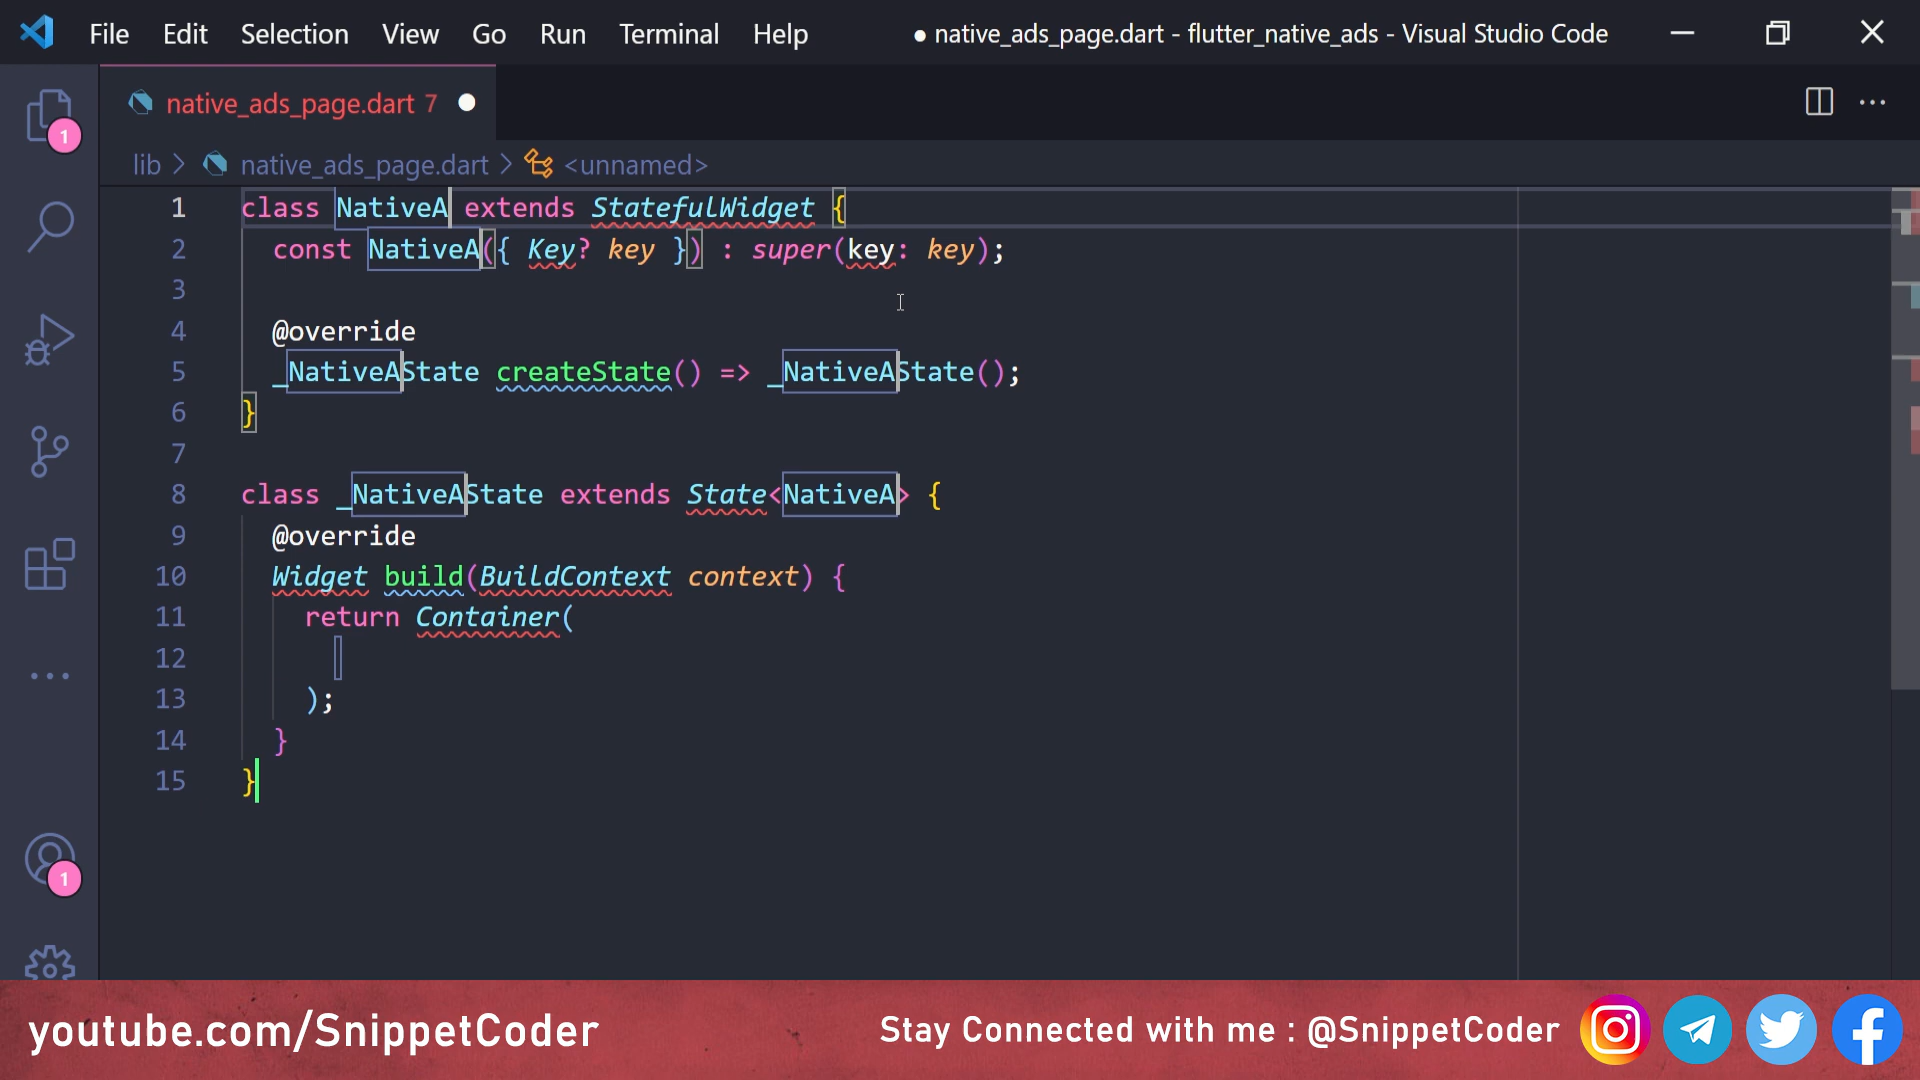 File Edit Selection View Go Run Terminal Help ● native_ads_page.dart - flutter_native_ads - Visual Studio Code
native_ads_page.dart 7
1
lib > native_ads_page.dart > <unnamed>
1 class NativeA extends StatefulWidget {
2 const NativeA({ Key? key }) : super(key: key);
3
4 @override
5 _NativeAState createState() => _NativeAState();
6 }
7
8 class _NativeAState extends State<NativeA> {
9 @override
10 Widget build(BuildContext context) {
11 return Container(
12
13 );
14 }
15 }
1
youtube.com/SnippetCoder
Stay Connected with me : @SnippetCoder